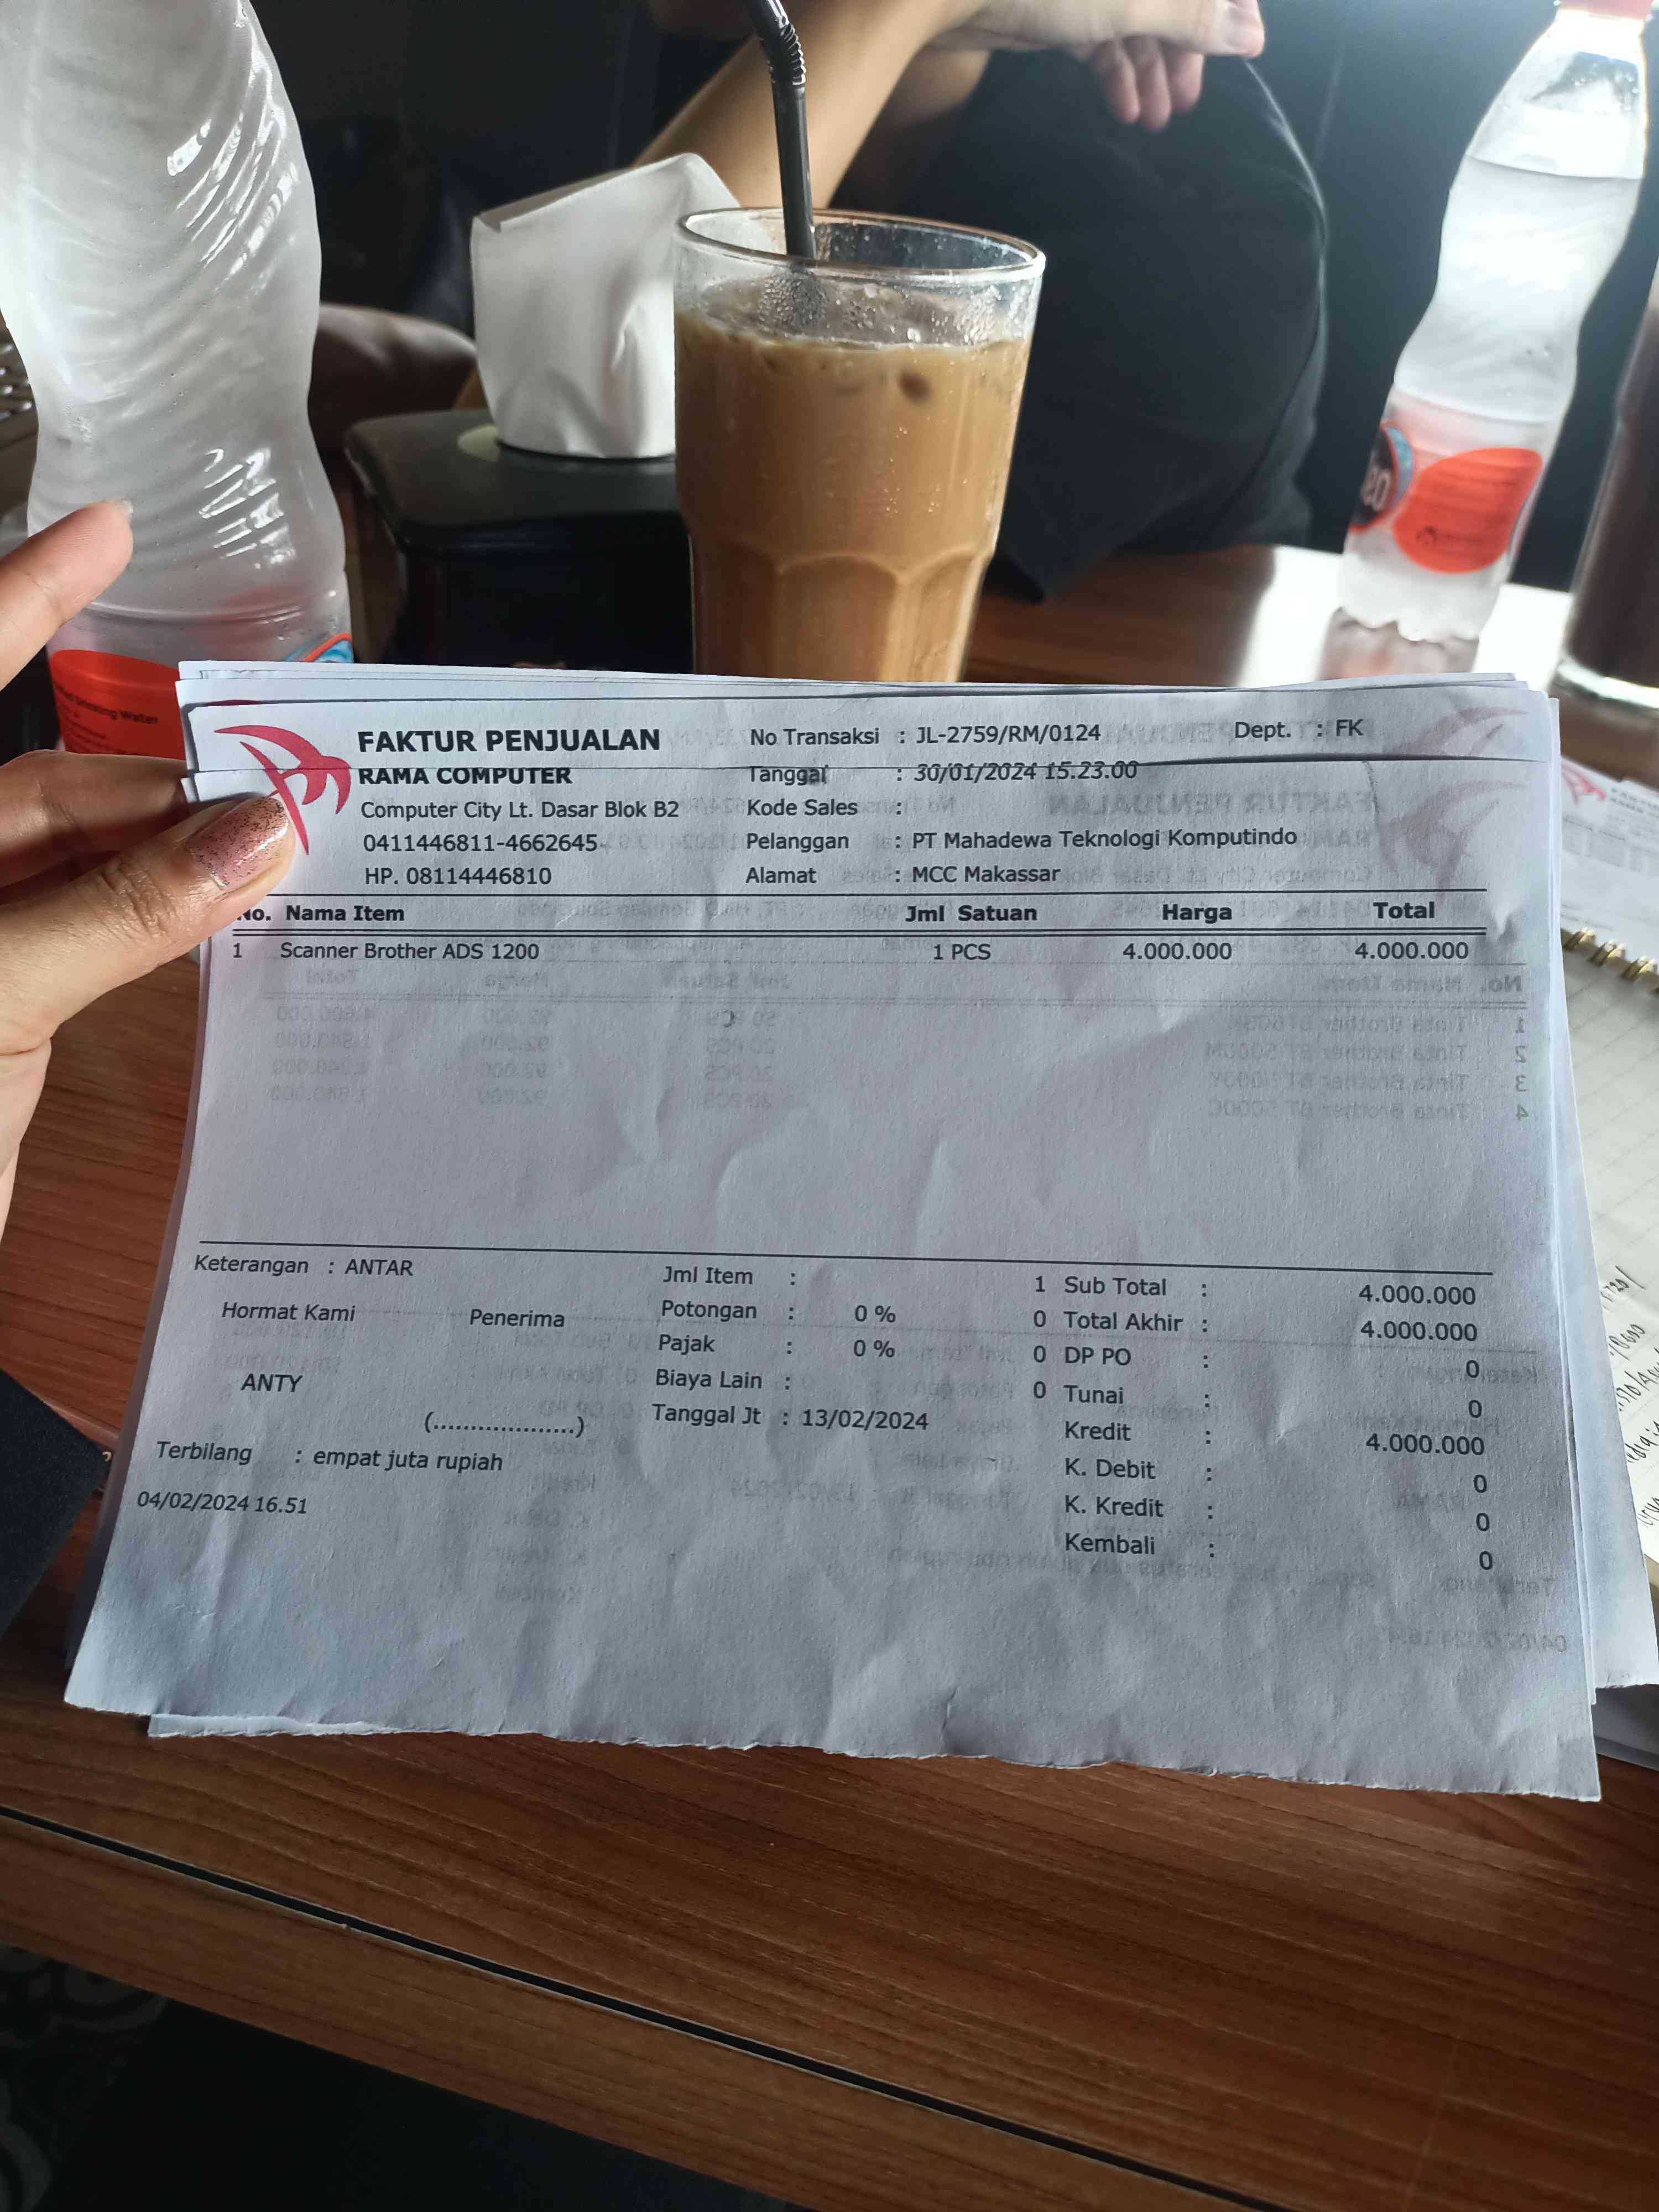 FAKTUR PENJUALAN
RAMA COMPUTER
Computer City Lt. Dasar Blok B2
0411446811-4662645
HP. 08114446810
No Transaksi : JL-2759/RM/0124
Dept. : FK
Tanggal : 30/01/2024 15.23.00
Kode Sales :
Pelanggan : PT Mahadewa Teknologi Komputindo
Alamat : MCC Makassar
No. Nama Item Jml Satuan Harga Total
1 Scanner Brother ADS 1200 1 PCS 4.000.000 4.000.000
Keterangan : ANTAR
Hormat Kami Penerima
ANTY
(...................)
Terbilang : empat juta rupiah
04/02/2024 16.51
Jml Item : 1
Potongan : 0 % 0
Pajak : 0 % 0
Biaya Lain : 0
Tanggal Jt : 13/02/2024
Sub Total : 4.000.000
Total Akhir : 4.000.000
DP PO : 0
Tunai : 0
Kredit : 4.000.000
K. Debit : 0
K. Kredit : 0
Kembali : 0
Drinking Water